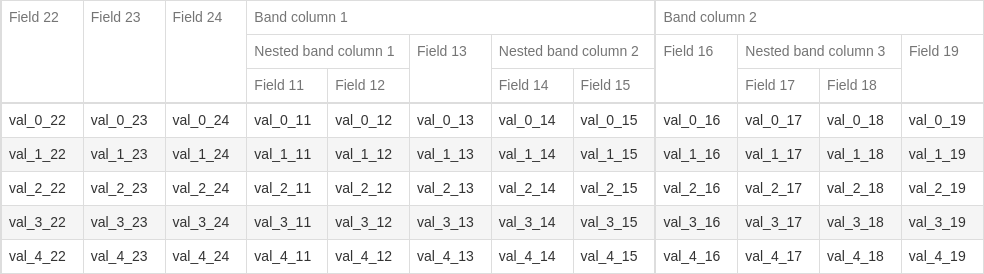 Field 22 Field 23 Field 24 Band column 1 Band column 2
Nested band column 1 Field 13 Nested band column 2 Field 16 Nested band column 3 Field 19
Field 11 Field 12 Field 14 Field 15 Field 17 Field 18
val_0_22 val_0_23 val_0_24 val_0_11 val_0_12 val_0_13 val_0_14 val_0_15 val_0_16 val_0_17 val_0_18 val_0_19
val_1_22 val_1_23 val_1_24 val_1_11 val_1_12 val_1_13 val_1_14 val_1_15 val_1_16 val_1_17 val_1_18 val_1_19
val_2_22 val_2_23 val_2_24 val_2_11 val_2_12 val_2_13 val_2_14 val_2_15 val_2_16 val_2_17 val_2_18 val_2_19
val_3_22 val_3_23 val_3_24 val_3_11 val_3_12 val_3_13 val_3_14 val_3_15 val_3_16 val_3_17 val_3_18 val_3_19
val_4_22 val_4_23 val_4_24 val_4_11 val_4_12 val_4_13 val_4_14 val_4_15 val_4_16 val_4_17 val_4_18 val_4_19